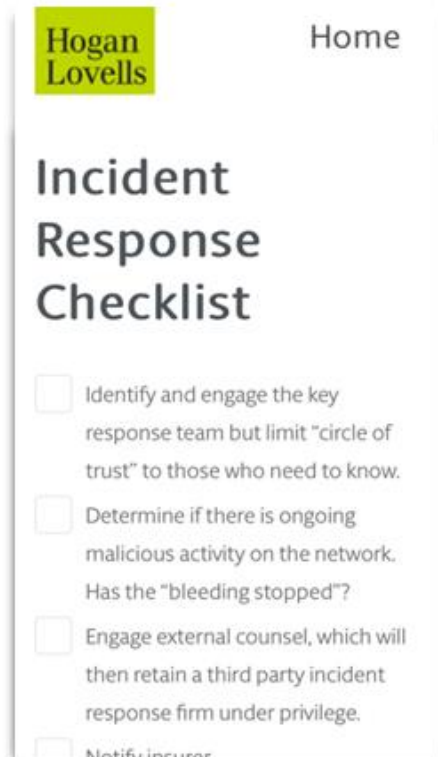 Hogan
Lovells
Home
Incident
Response
Checklist
Identify and engage the key
response team but limit “circle of
trust” to those who need to know.
Determine if there is ongoing
malicious activity on the network.
Has the “bleeding stopped”?
Engage external counsel, which will
then retain a third party incident
response firm under privilege.
Notify insurer